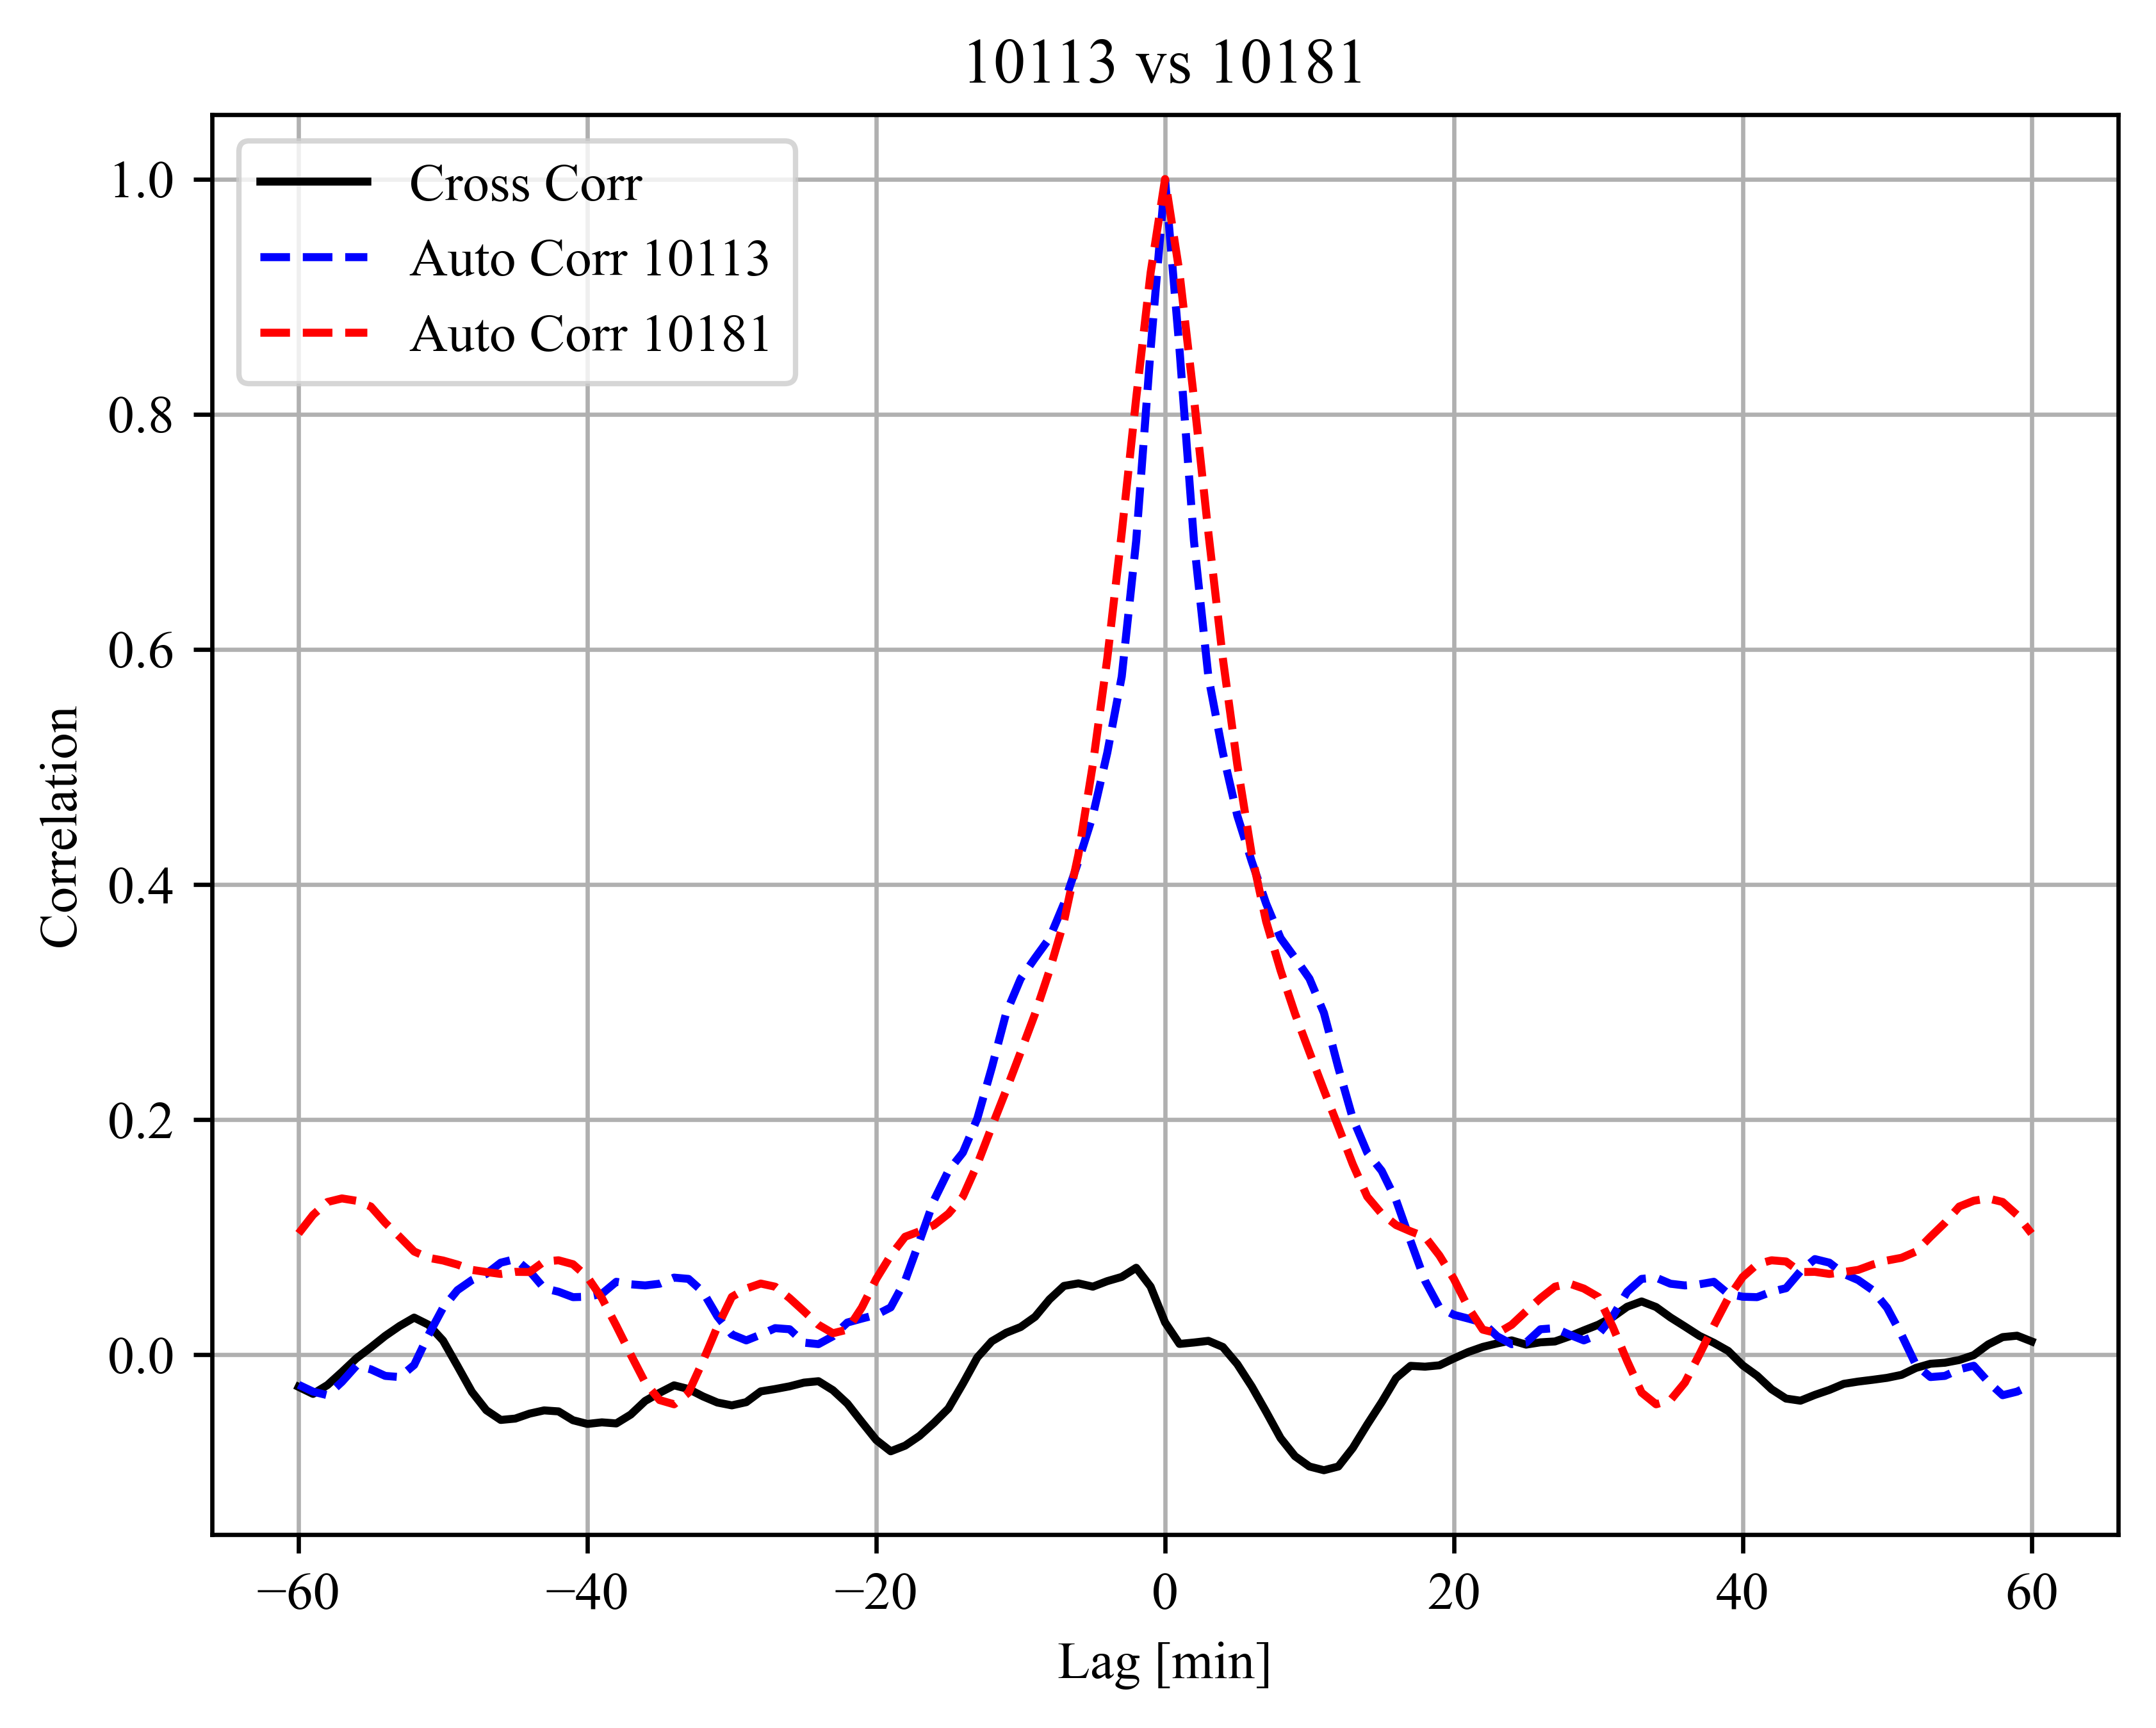 10113 vs 10181
Cross Corr
Auto Corr 10113
Auto Corr 10181
1.0
0.8
0.6
0.4
0.2
0.0
Correlation
−60
−40
−20
0
20
40
60
Lag [min]